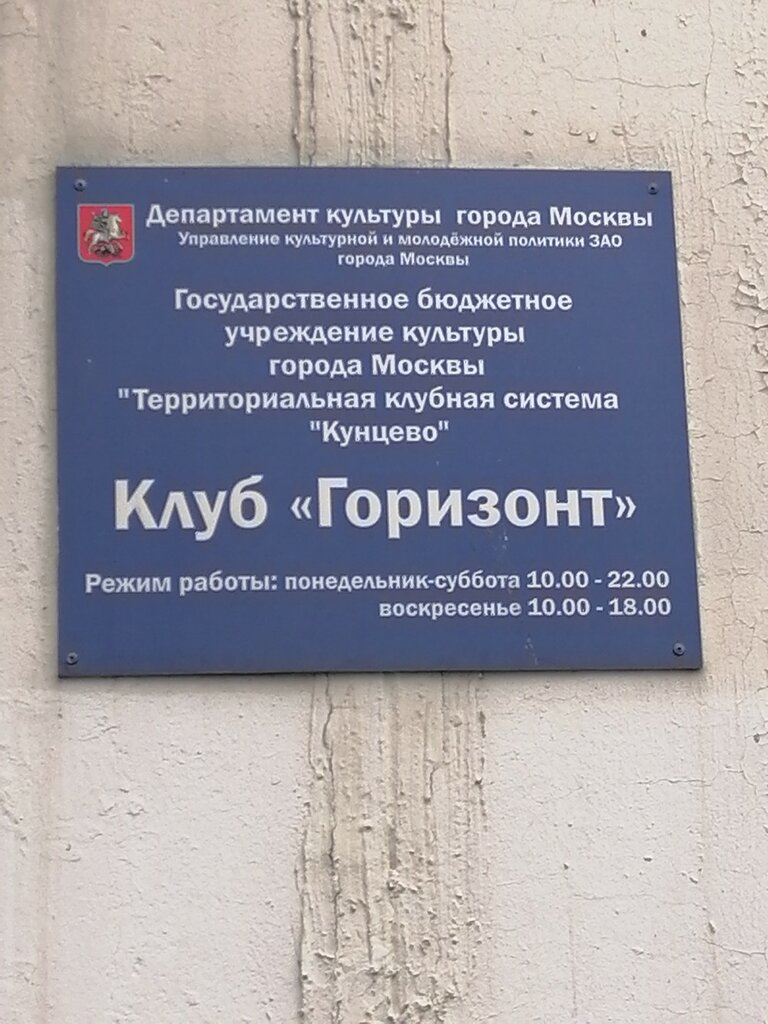 Департамент культуры города Москвы
Управление культурной и молодёжной политики ЗАО
города Москвы
Государственное бюджетное
учреждение культуры
города Москвы
"Территориальная клубная система
"Кунцево"
Клуб «Горизонт»
Режим работы: понедельник-суббота 10.00 - 22.00
воскресенье 10.00 - 18.00